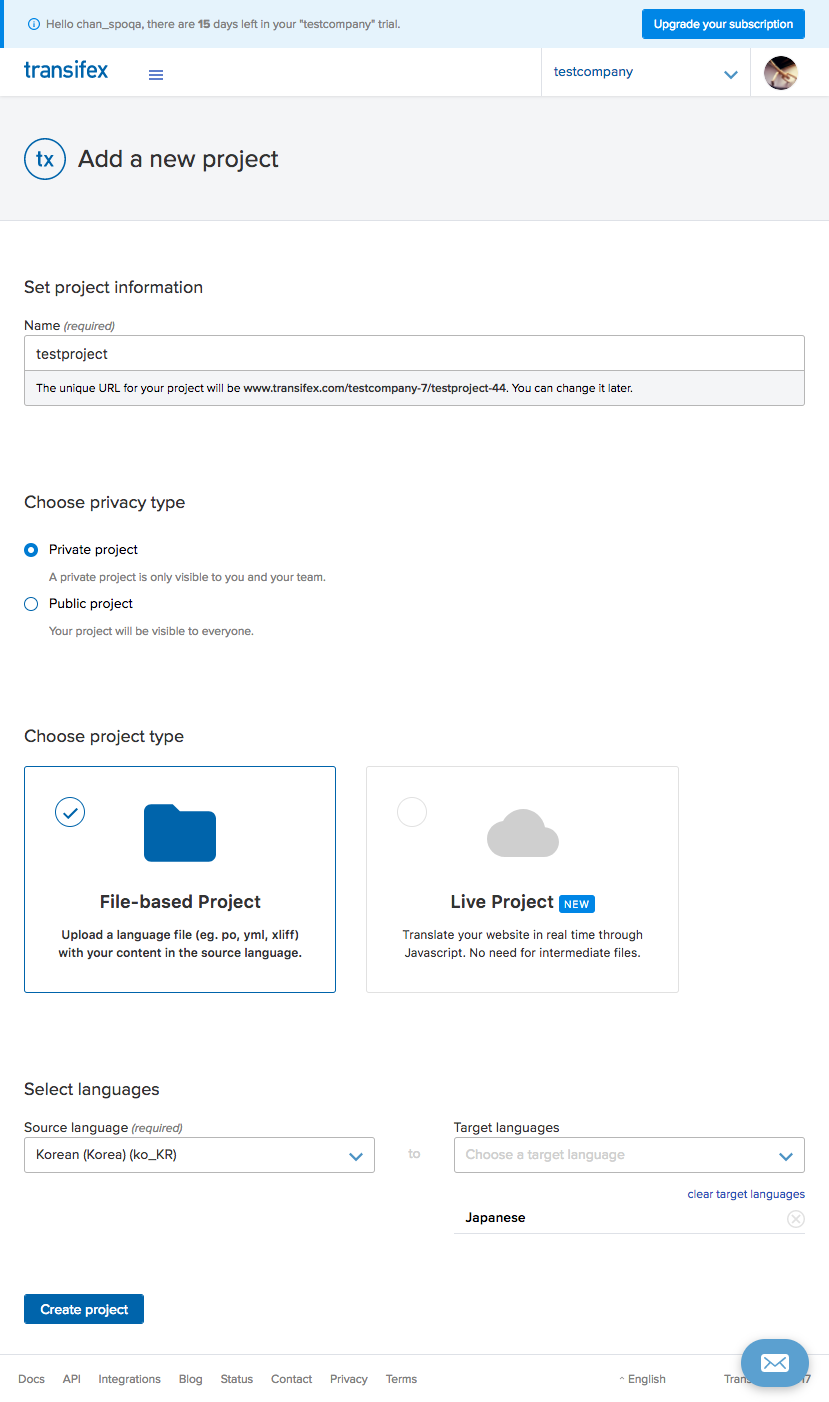 Hello chan_spoqa, there are 15 days left in your "testcompany" trial.
Upgrade your subscription
transifex
testcompany
tx
Add a new project
Set project information
Name (required)
testproject
The unique URL for your project will be www.transifex.com/testcompany-7/testproject-44. You can change it later.
Choose privacy type
Private project
A private project is only visible to you and your team.
Public project
Your project will be visible to everyone.
Choose project type
File-based Project
Upload a language file (eg. po, yml, xliff)
with your content in the source language.
Live Project NEW
Translate your website in real time through
Javascript. No need for intermediate files.
Select languages
Source language (required)
Korean (Korea) (ko_KR)
to
Target languages
Choose a target language
clear target languages
Japanese
Create project
Docs API Integrations Blog Status Contact Privacy Terms
^ English